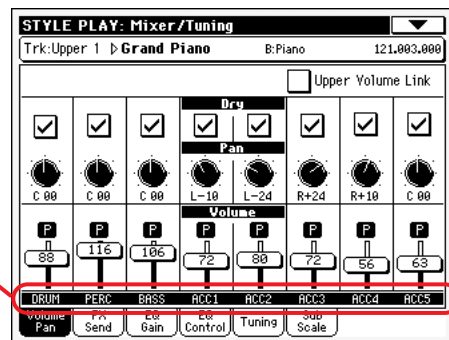 STYLE PLAY: Mixer/Tuning
Trk:Upper 1 Grand Piano B:Piano 121.003.000
Upper Volume Link
Dry
Pan
C 00 C 00 C 00 L-10 L-24 R+24 R+10 C 00
Volume
P P P P P P P P
88 116 106 72 80 72 56 63
DRUM PERC BASS ACC1 ACC2 ACC3 ACC4 ACC5
Volume Pan FX Send EQ Gain EQ Control Tuning Sub Scale